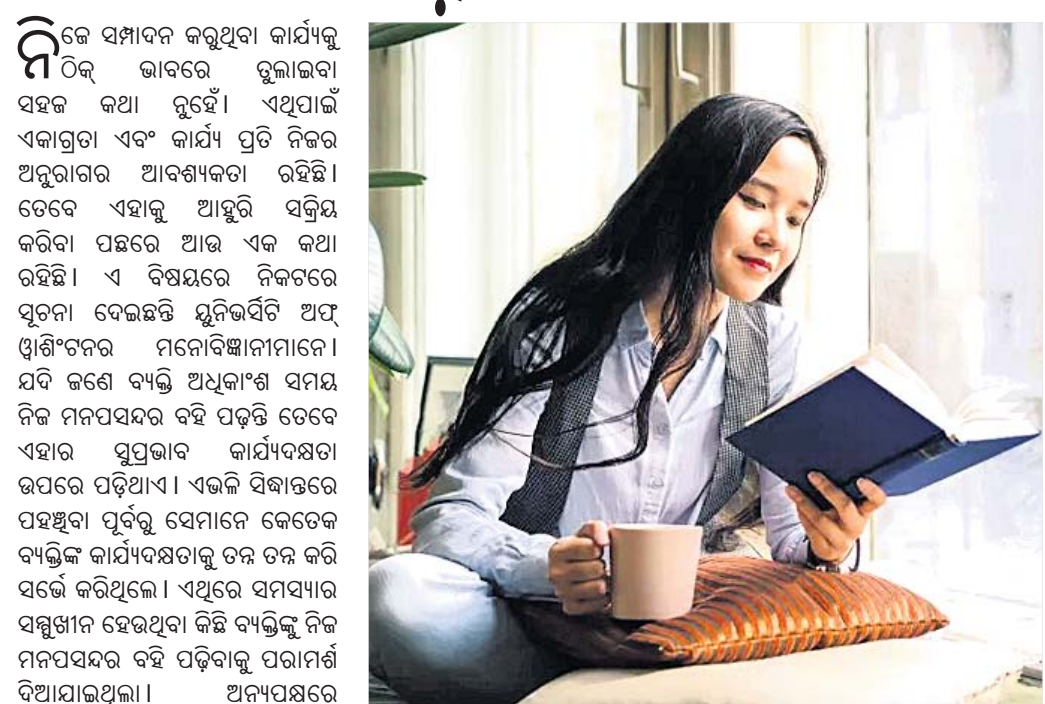 ନିଜେ ସମ୍ପାଦନ କରୁଥିବା କାର୍ଯ୍ୟକୁ
ଠିକ୍ ଭାବରେ ତୁଲାଇବା
ସହଜ କଥା ନୁହେଁ। ଏଥିପାଇଁ
ଏକାଗ୍ରତା ଏବଂ କାର୍ଯ୍ୟ ପ୍ରତି ନିଜର
ଅନୁରାଗର ଆବଶ୍ୟକତା ରହିଛି।
ତେବେ ଏହାକୁ ଆହୁରି ସକ୍ରିୟ
କରିବା ପଛରେ ଆଉ ଏକ କଥା
ରହିଛି। ଏ ବିଷୟରେ ନିକଟରେ
ସୂଚନା ଦେଇଛନ୍ତି ୟୁନିଭର୍ସିଟି ଅଫ୍
ୱାଶିଂଟନର ମନୋବିଜ୍ଞାନୀମାନେ।
ଯଦି ଜଣେ ବ୍ୟକ୍ତି ଅଧିକାଂଶ ସମୟ
ନିଜ ମନପସନ୍ଦର ବହି ପଢ଼ନ୍ତି ତେବେ
ଏହାର ସୁପ୍ରଭାବ କାର୍ଯ୍ୟଦକ୍ଷତା
ଉପରେ ପଡ଼ିଥାଏ। ଏଭଳି ସିଦ୍ଧାନ୍ତରେ
ପହଞ୍ଚିବା ପୂର୍ବରୁ ସେମାନେ କେତେକ
ବ୍ୟକ୍ତିଙ୍କ କାର୍ଯ୍ୟଦକ୍ଷତାକୁ ତନ୍ନ ତନ୍ନ କରି
ସର୍ଭେ କରିଥିଲେ। ଏଥିରେ ସମସ୍ୟାର
ସମ୍ମୁଖୀନ ହେଉଥିବା କିଛି ବ୍ୟକ୍ତିଙ୍କୁ ନିଜ
ମନପସନ୍ଦର ବହି ପଢ଼ିବାକୁ ପରାମର୍ଶ
ଦିଆଯାଇଥିଲା। ଅନ୍ୟପକ୍ଷରେ